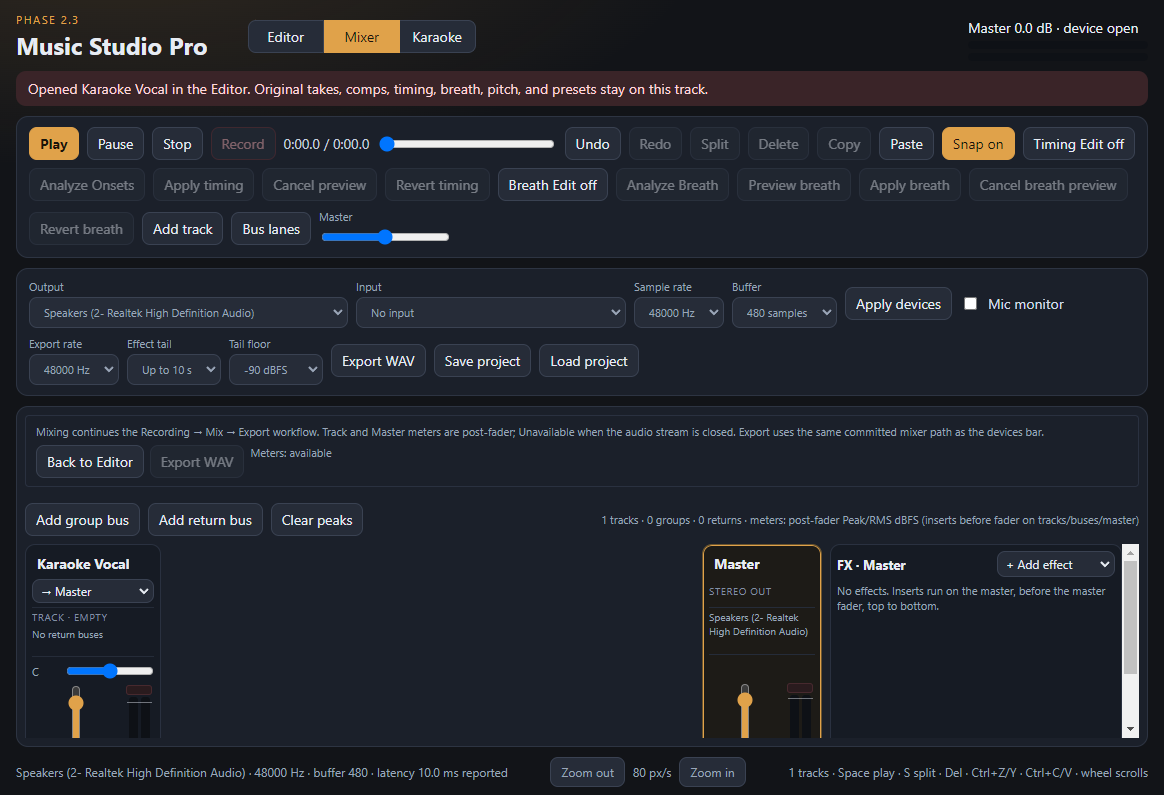 PHASE 2.3
Music Studio Pro
Editor Mixer Karaoke
Master 0.0 dB · device open
Opened Karaoke Vocal in the Editor. Original takes, comps, timing, breath, pitch, and presets stay on this track.
Play Pause Stop Record 0:00.0 / 0:00.0 Undo Redo Split Delete Copy Paste Snap on Timing Edit off
Analyze Onsets Apply timing Cancel preview Revert timing Breath Edit off Analyze Breath Preview breath Apply breath Cancel breath preview
Revert breath Add track Bus lanes Master
Output Input Sample rate Buffer
Speakers (2- Realtek High Definition Audio) No input 48000 Hz 480 samples Apply devices Mic monitor
Export rate Effect tail Tail floor
48000 Hz Up to 10 s -90 dBFS Export WAV Save project Load project
Mixing continues the Recording → Mix → Export workflow. Track and Master meters are post-fader; Unavailable when the audio stream is closed. Export uses the same committed mixer path as the devices bar.
Back to Editor Export WAV Meters: available
Add group bus Add return bus Clear peaks 1 tracks · 0 groups · 0 returns · meters: post-fader Peak/RMS dBFS (inserts before fader on tracks/buses/master)
Karaoke Vocal
→ Master
TRACK · EMPTY
No return buses
C
Master
STEREO OUT
Speakers (2- Realtek
High Definition Audio)
FX · Master + Add effect
No effects. Inserts run on the master, before the master
fader, top to bottom.
Speakers (2- Realtek High Definition Audio) · 48000 Hz · buffer 480 · latency 10.0 ms reported Zoom out 80 px/s Zoom in 1 tracks · Space play · S split · Del · Ctrl+Z/Y · Ctrl+C/V · wheel scrolls